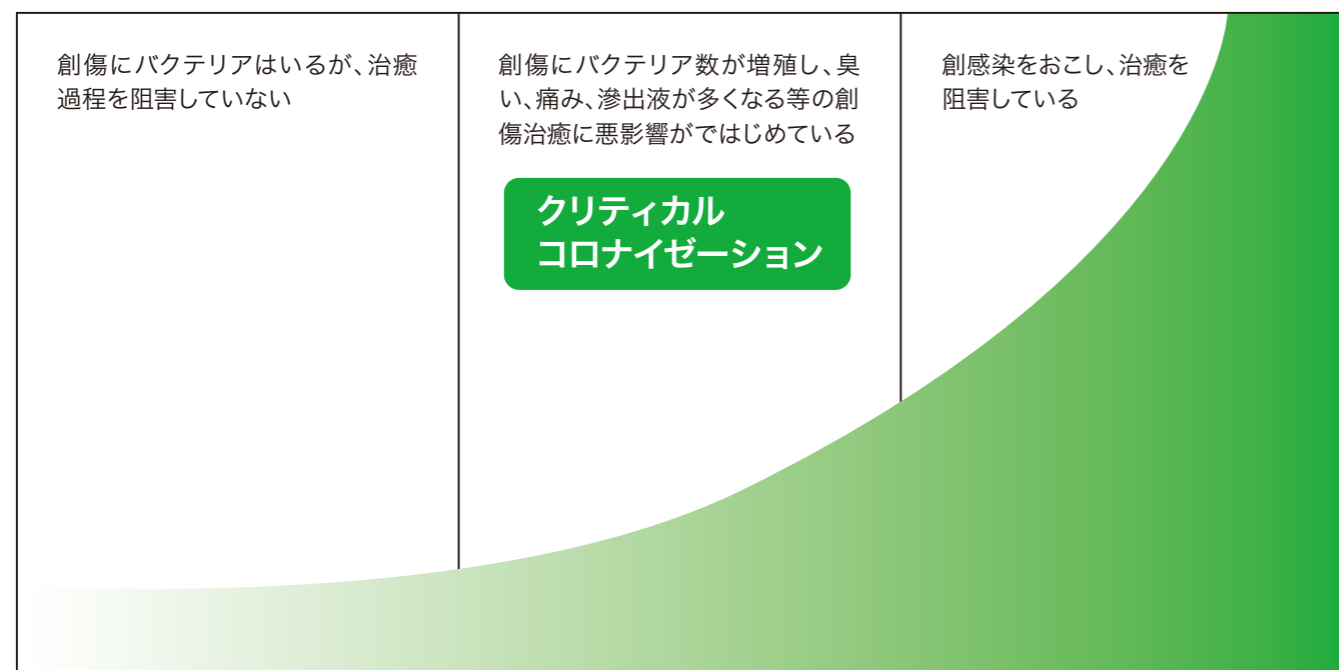 創傷にバクテリアはいるが、治癒
過程を阻害していない
創傷にバクテリア数が増殖し、臭
い、痛み、滲出液が多くなる等の創
傷治癒に悪影響がではじめている
クリティカル
コロナイゼーション
創感染をおこし、治癒を
阻害している